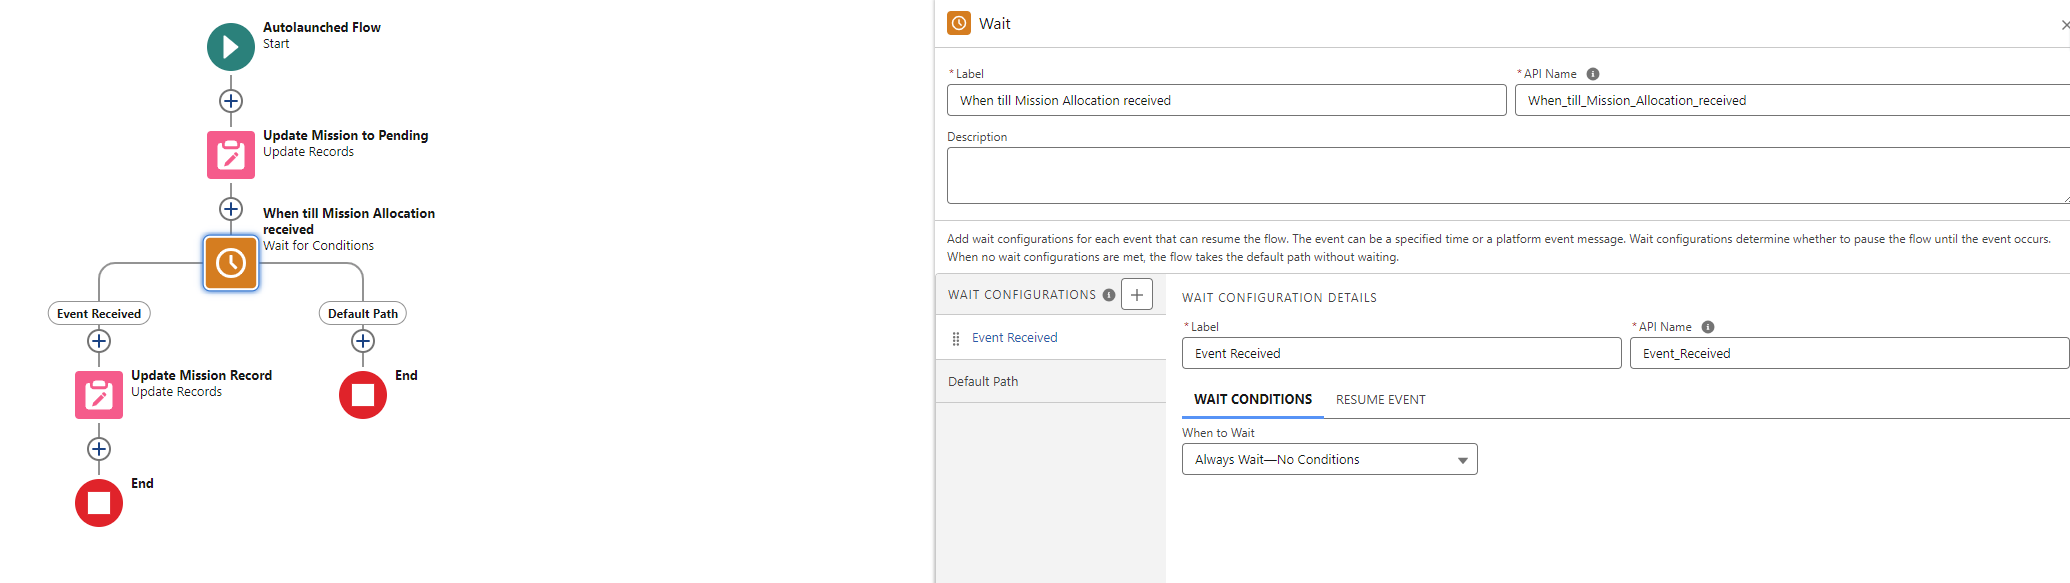 Autolaunched Flow
Start
Update Mission to Pending
Update Records
When till Mission Allocation
received
Wait for Conditions
Event Received
Default Path
Update Mission Record
Update Records
End
End
Wait
*Label
*API Name
When till Mission Allocation received
When_till_Mission_Allocation_received
Description
Add wait configurations for each event that can resume the flow. The event can be a specified time or a platform event message. Wait configurations determine whether to pause the flow until the event occurs.
When no wait configurations are met, the flow takes the default path without waiting.
WAIT CONFIGURATIONS
Event Received
Default Path
WAIT CONFIGURATION DETAILS
*Label
*API Name
Event Received
Event_Received
WAIT CONDITIONS
RESUME EVENT
When to Wait
Always Wait—No Conditions